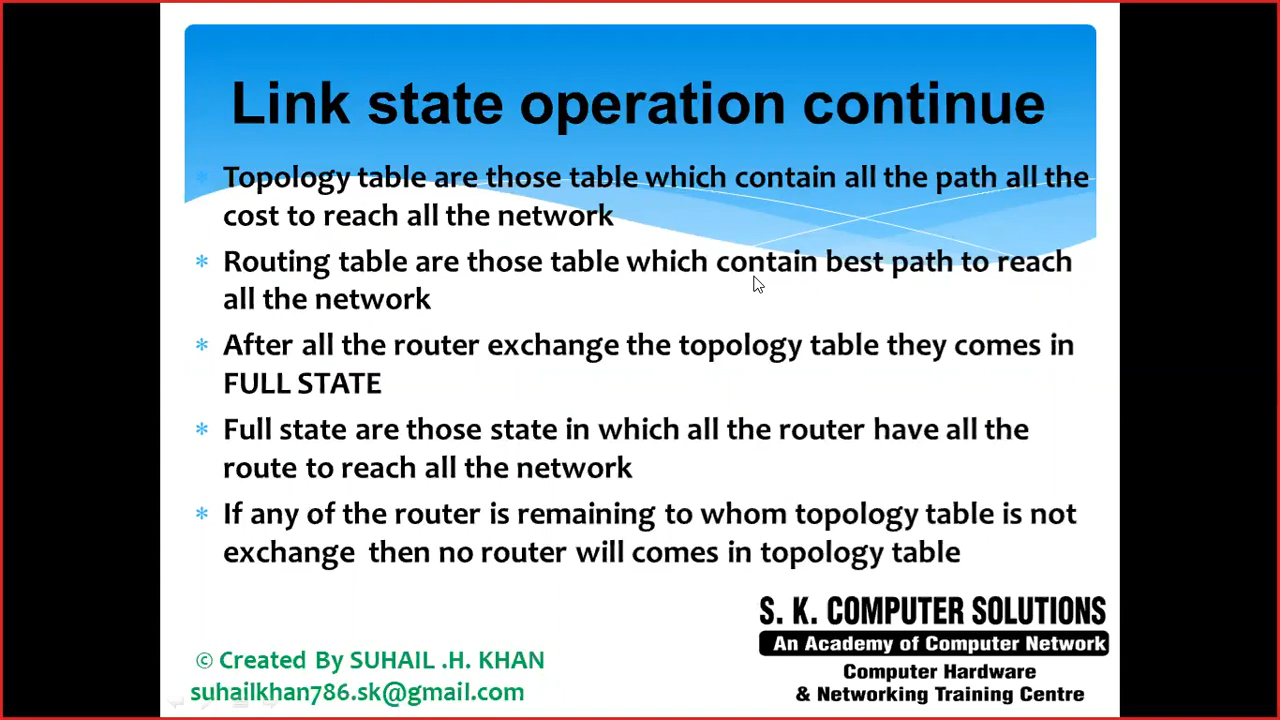 Link state operation continue
* Topology table are those table which contain all the path all the
cost to reach all the network
* Routing table are those table which contain best path to reach
all the network
* After all the router exchange the topology table they comes in
FULL STATE
* Full state are those state in which all the router have all the
route to reach all the network
* If any of the router is remaining to whom topology table is not
exchange then no router will comes in topology table
S. K. COMPUTER SOLUTIONS
An Academy of Computer Network
Computer Hardware
& Networking Training Centre
© Created By SUHAIL .H. KHAN
suhailkhan786.sk@gmail.com